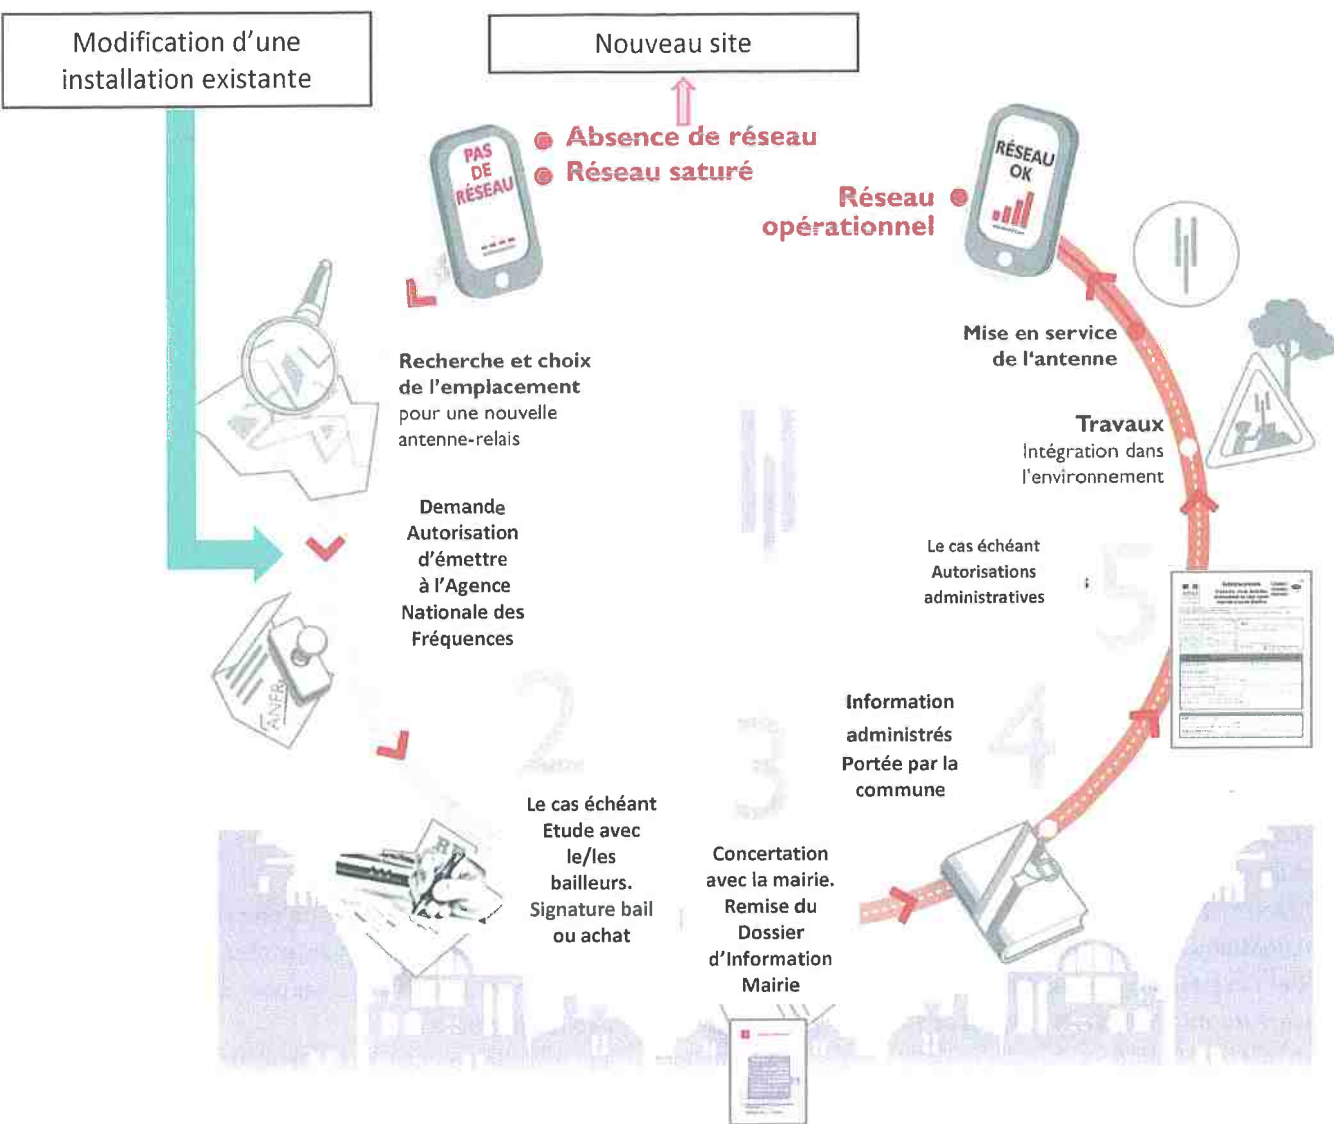 Modification d'une
installation existante
Nouveau site
Absence de réseau
Réseau saturé
PAS
DE
RÉSEAU
RÉSEAU
OK
Réseau
opérationnel
Mise en service
de l'antenne
Recherche et choix
de l'emplacement
pour une nouvelle
antenne-relais
Travaux
Intégration dans
l'environnement
Demande
Autorisation
d'émettre
à l'Agence
Nationale des
Fréquences
ANFR
Le cas échéant
Autorisations
administratives
5
2
3
4
Information
administrés
Portée par la
commune
Le cas échéant
Etude avec
le/les
bailleurs.
Signature bail
ou achat
Concertation
avec la mairie.
Remise du
Dossier
d'Information
Mairie